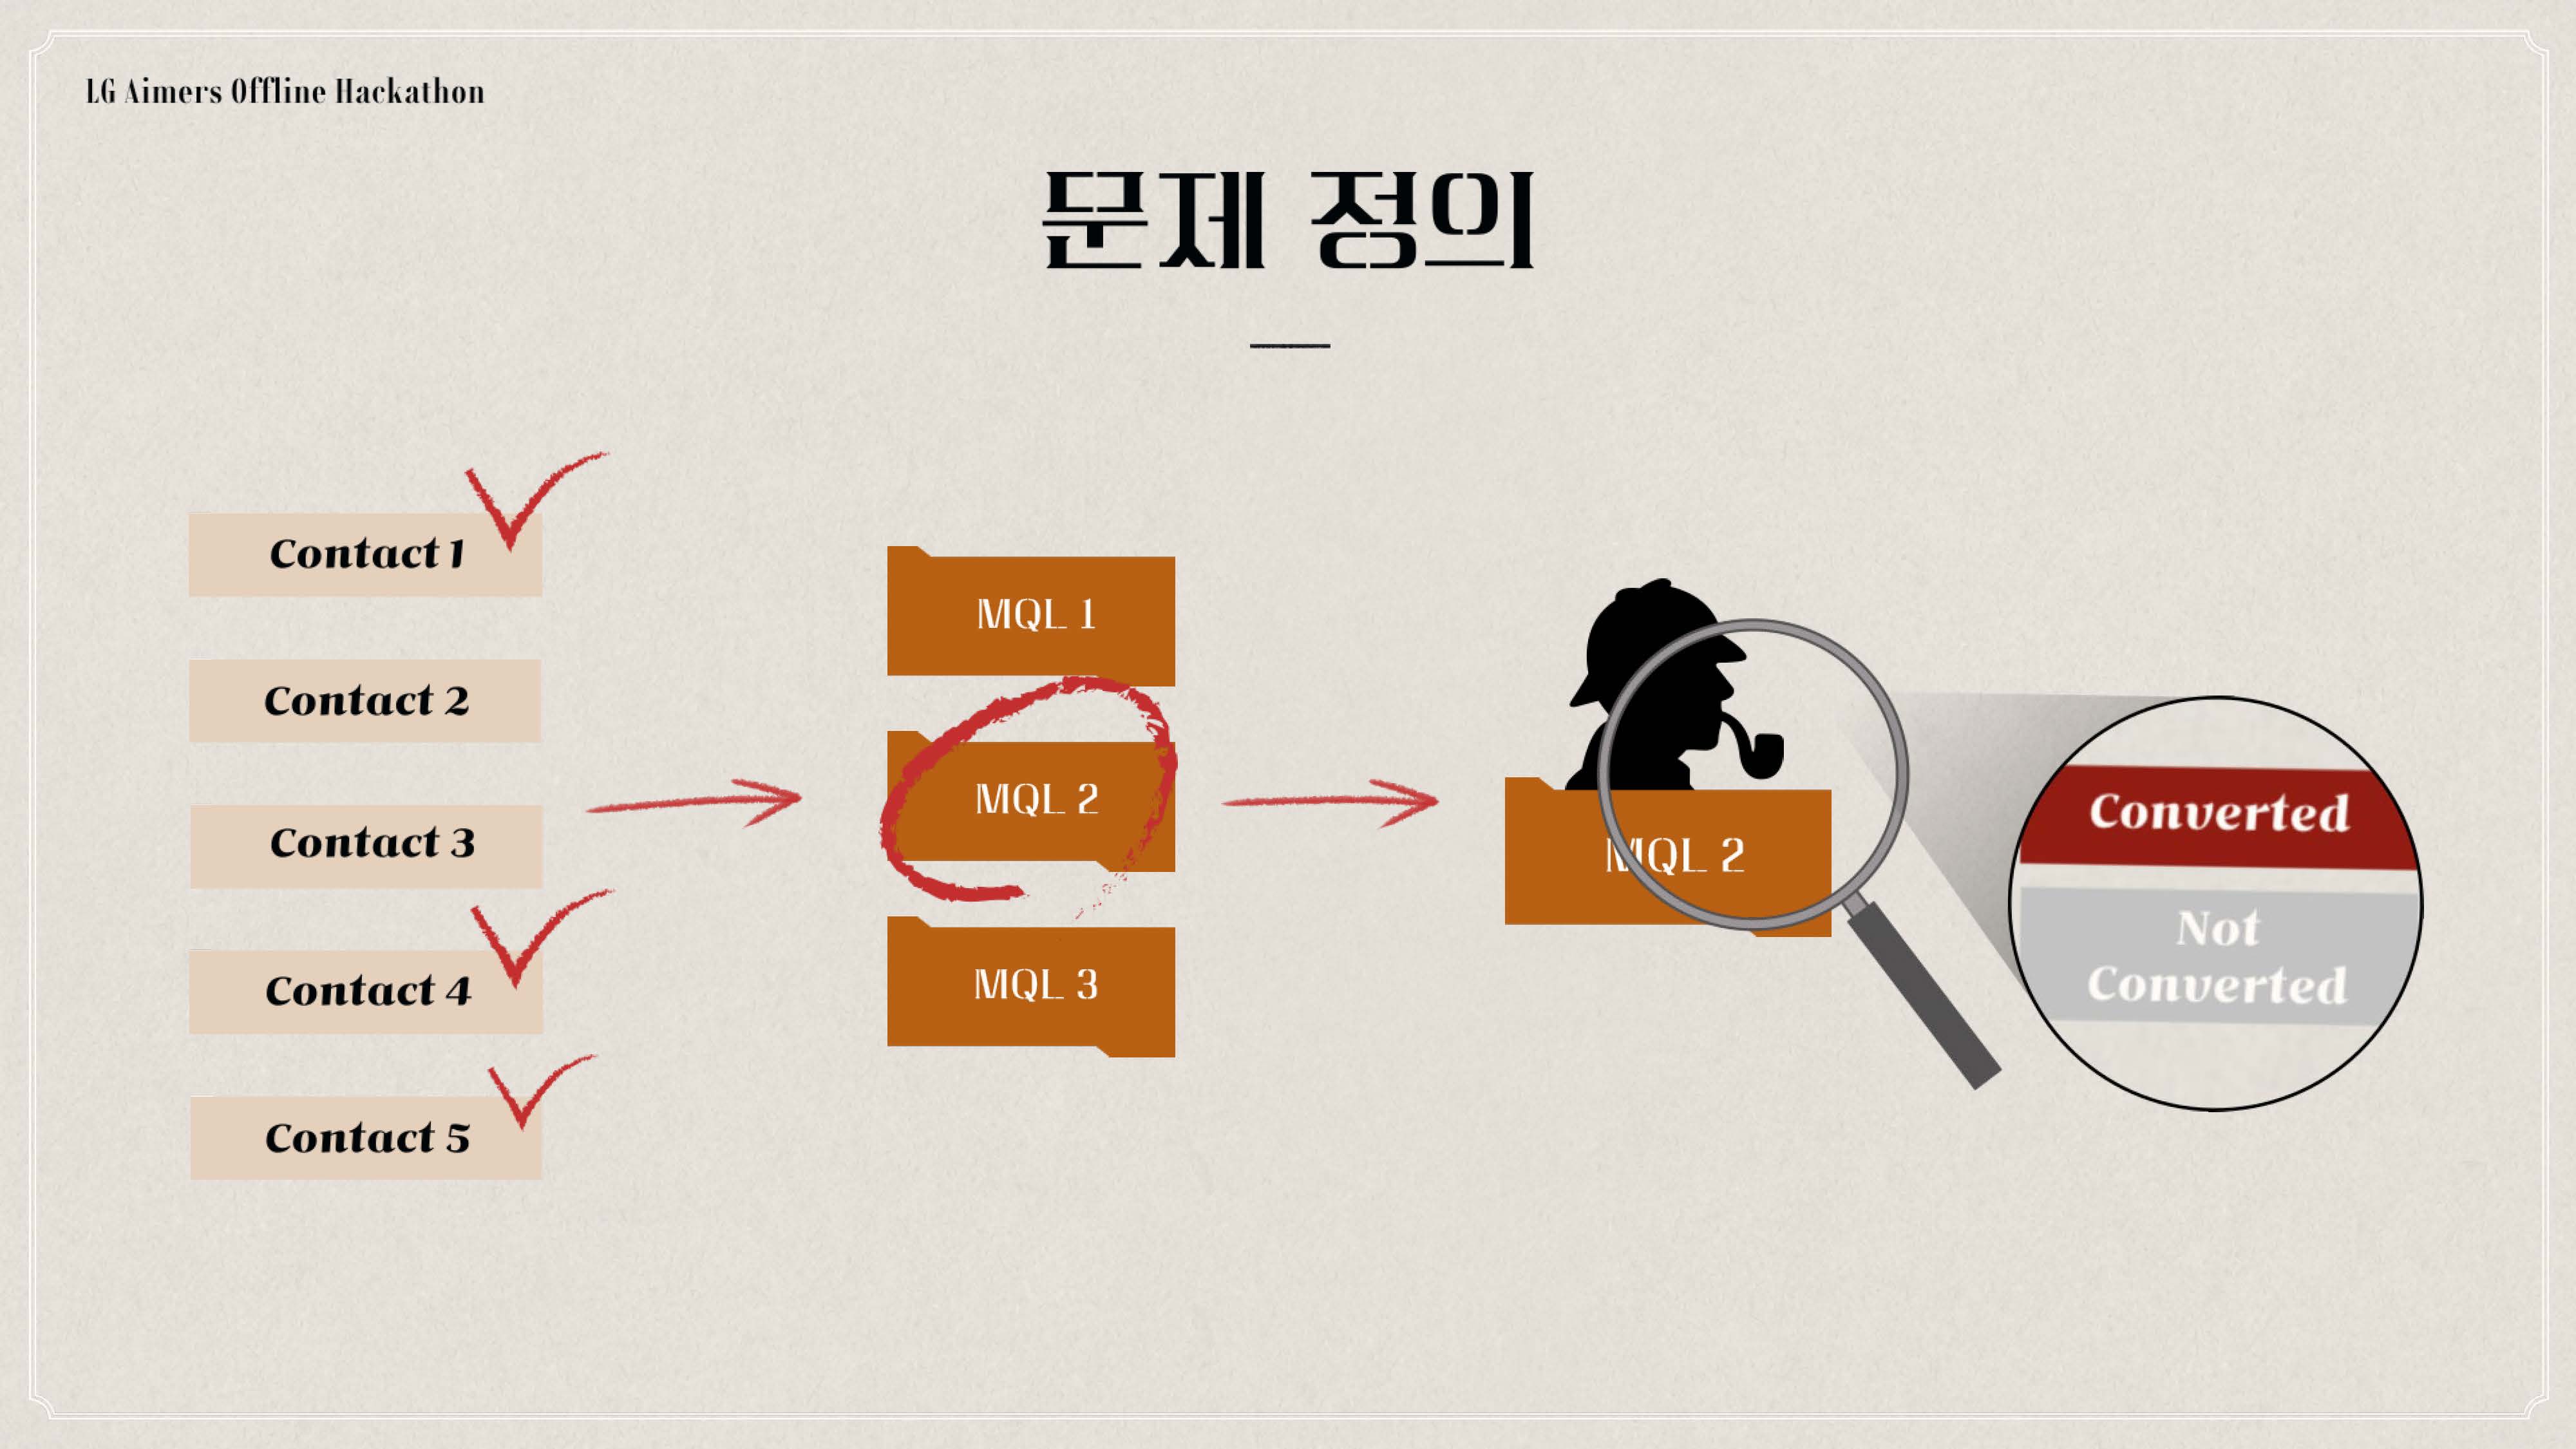 LG Aimers Offline Hackathon
문제 정의
Contact 1
Contact 2
Contact 3
Contact 4
Contact 5
MQL 1
MQL 2
MQL 3
MQL 2
Converted
Not
Converted